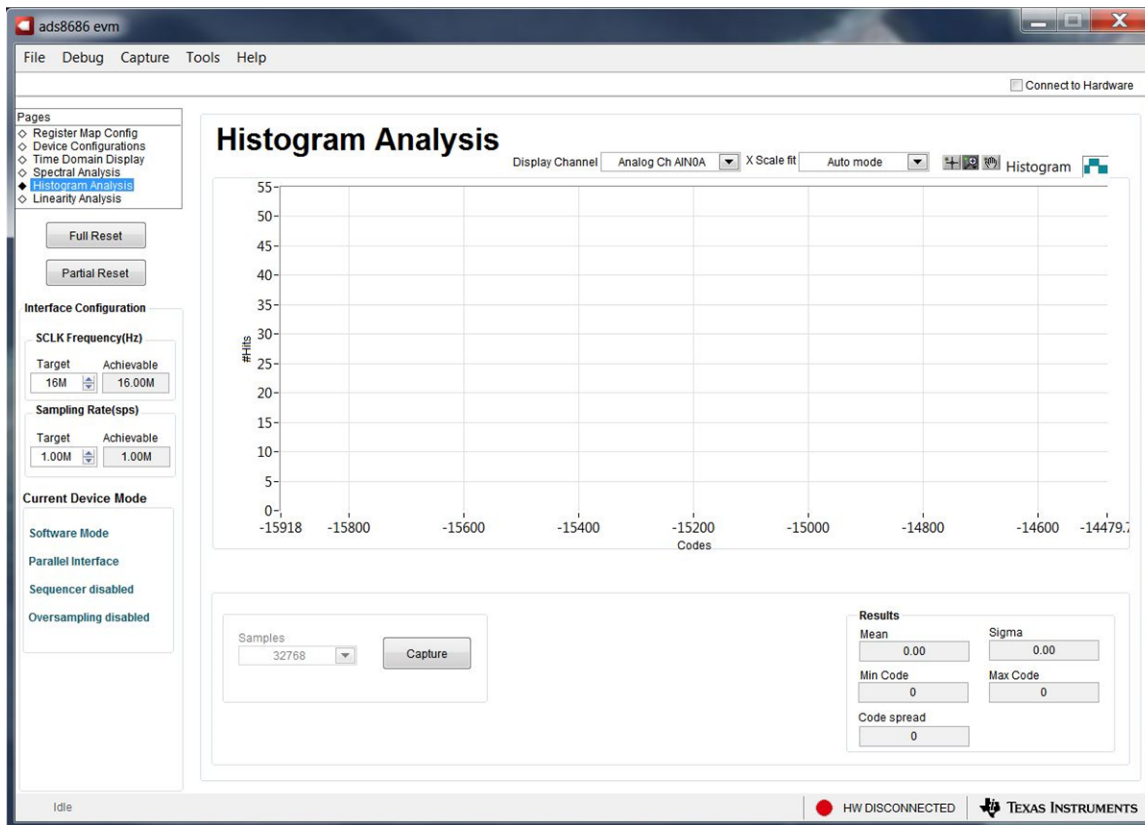 ads8686 evm
File Debug Capture Tools Help
Connect to Hardware
Pages
Register Map Config
Device Configurations
Time Domain Display
Spectral Analysis
Histogram Analysis
Linearity Analysis
Full Reset
Partial Reset
Interface Configuration
SCLK Frequency(Hz)
Target Achievable
16M 16.00M
Sampling Rate(sps)
Target Achievable
1.00M 1.00M
Current Device Mode
Software Mode
Parallel Interface
Sequencer disabled
Oversampling disabled
Histogram Analysis
Display Channel Analog Ch AIN0A X Scale fit Auto mode Histogram
55
50
45
40
35
30
25
20
15
10
5
0
#Hits
-15918 -15800 -15600 -15400 -15200 -15000 -14800 -14600 -14479.7
Codes
Samples
32768
Capture
Results
Mean Sigma
0.00 0.00
Min Code Max Code
0 0
Code spread
0
Idle HW DISCONNECTED TEXAS INSTRUMENTS